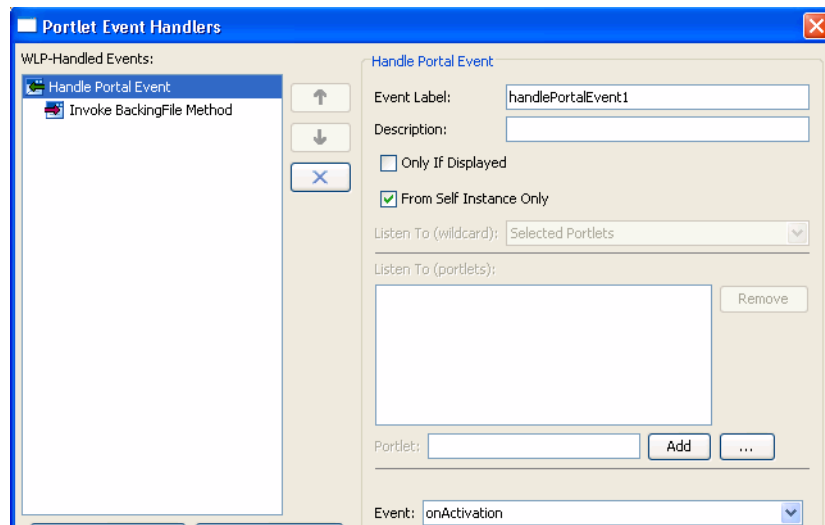 Portlet Event Handlers
WLP-Handled Events:
Handle Portal Event
Invoke BackingFile Method
Handle Portal Event
Event Label: handlePortalEvent1
Description:
Only If Displayed
From Self Instance Only
Listen To (wildcard): Selected Portlets
Listen To (portlets):
Remove
Portlet: Add ...
Event: onActivation